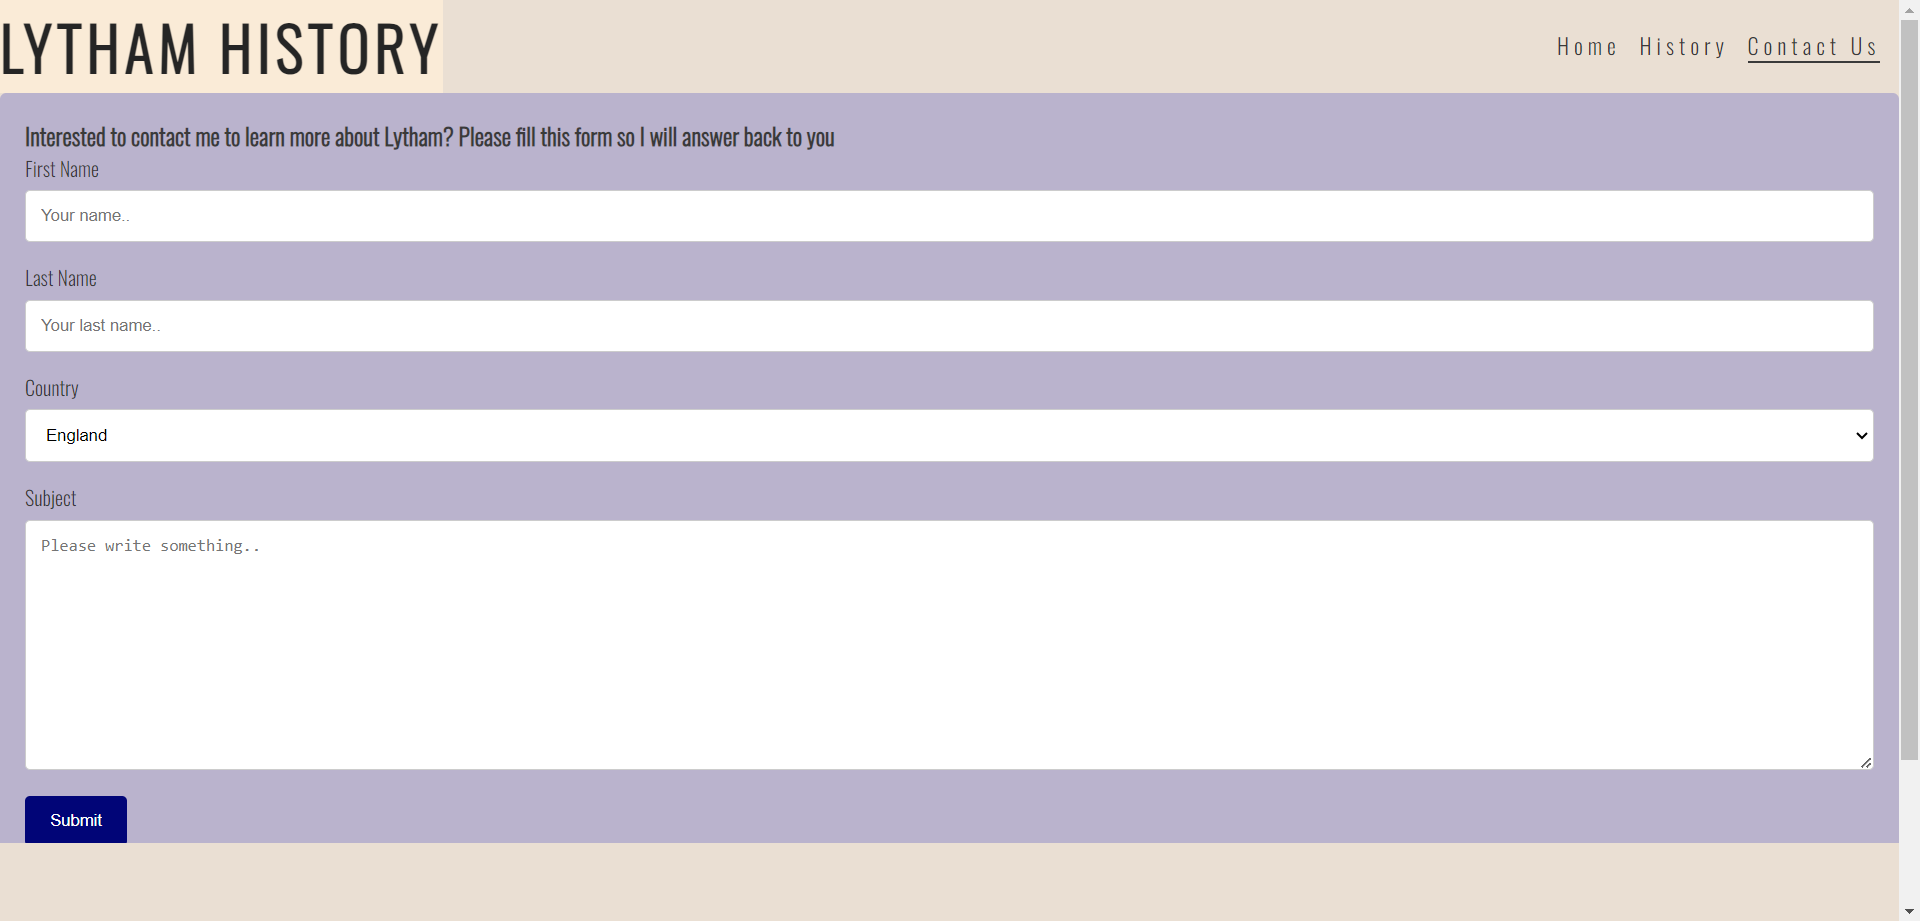 LYTHAM HISTORY
Home History Contact Us
Interested to contact me to learn more about Lytham? Please fill this form so I will answer back to you
First Name
Your name..
Last Name
Your last name..
Country
England
Subject
Please write something..
Submit